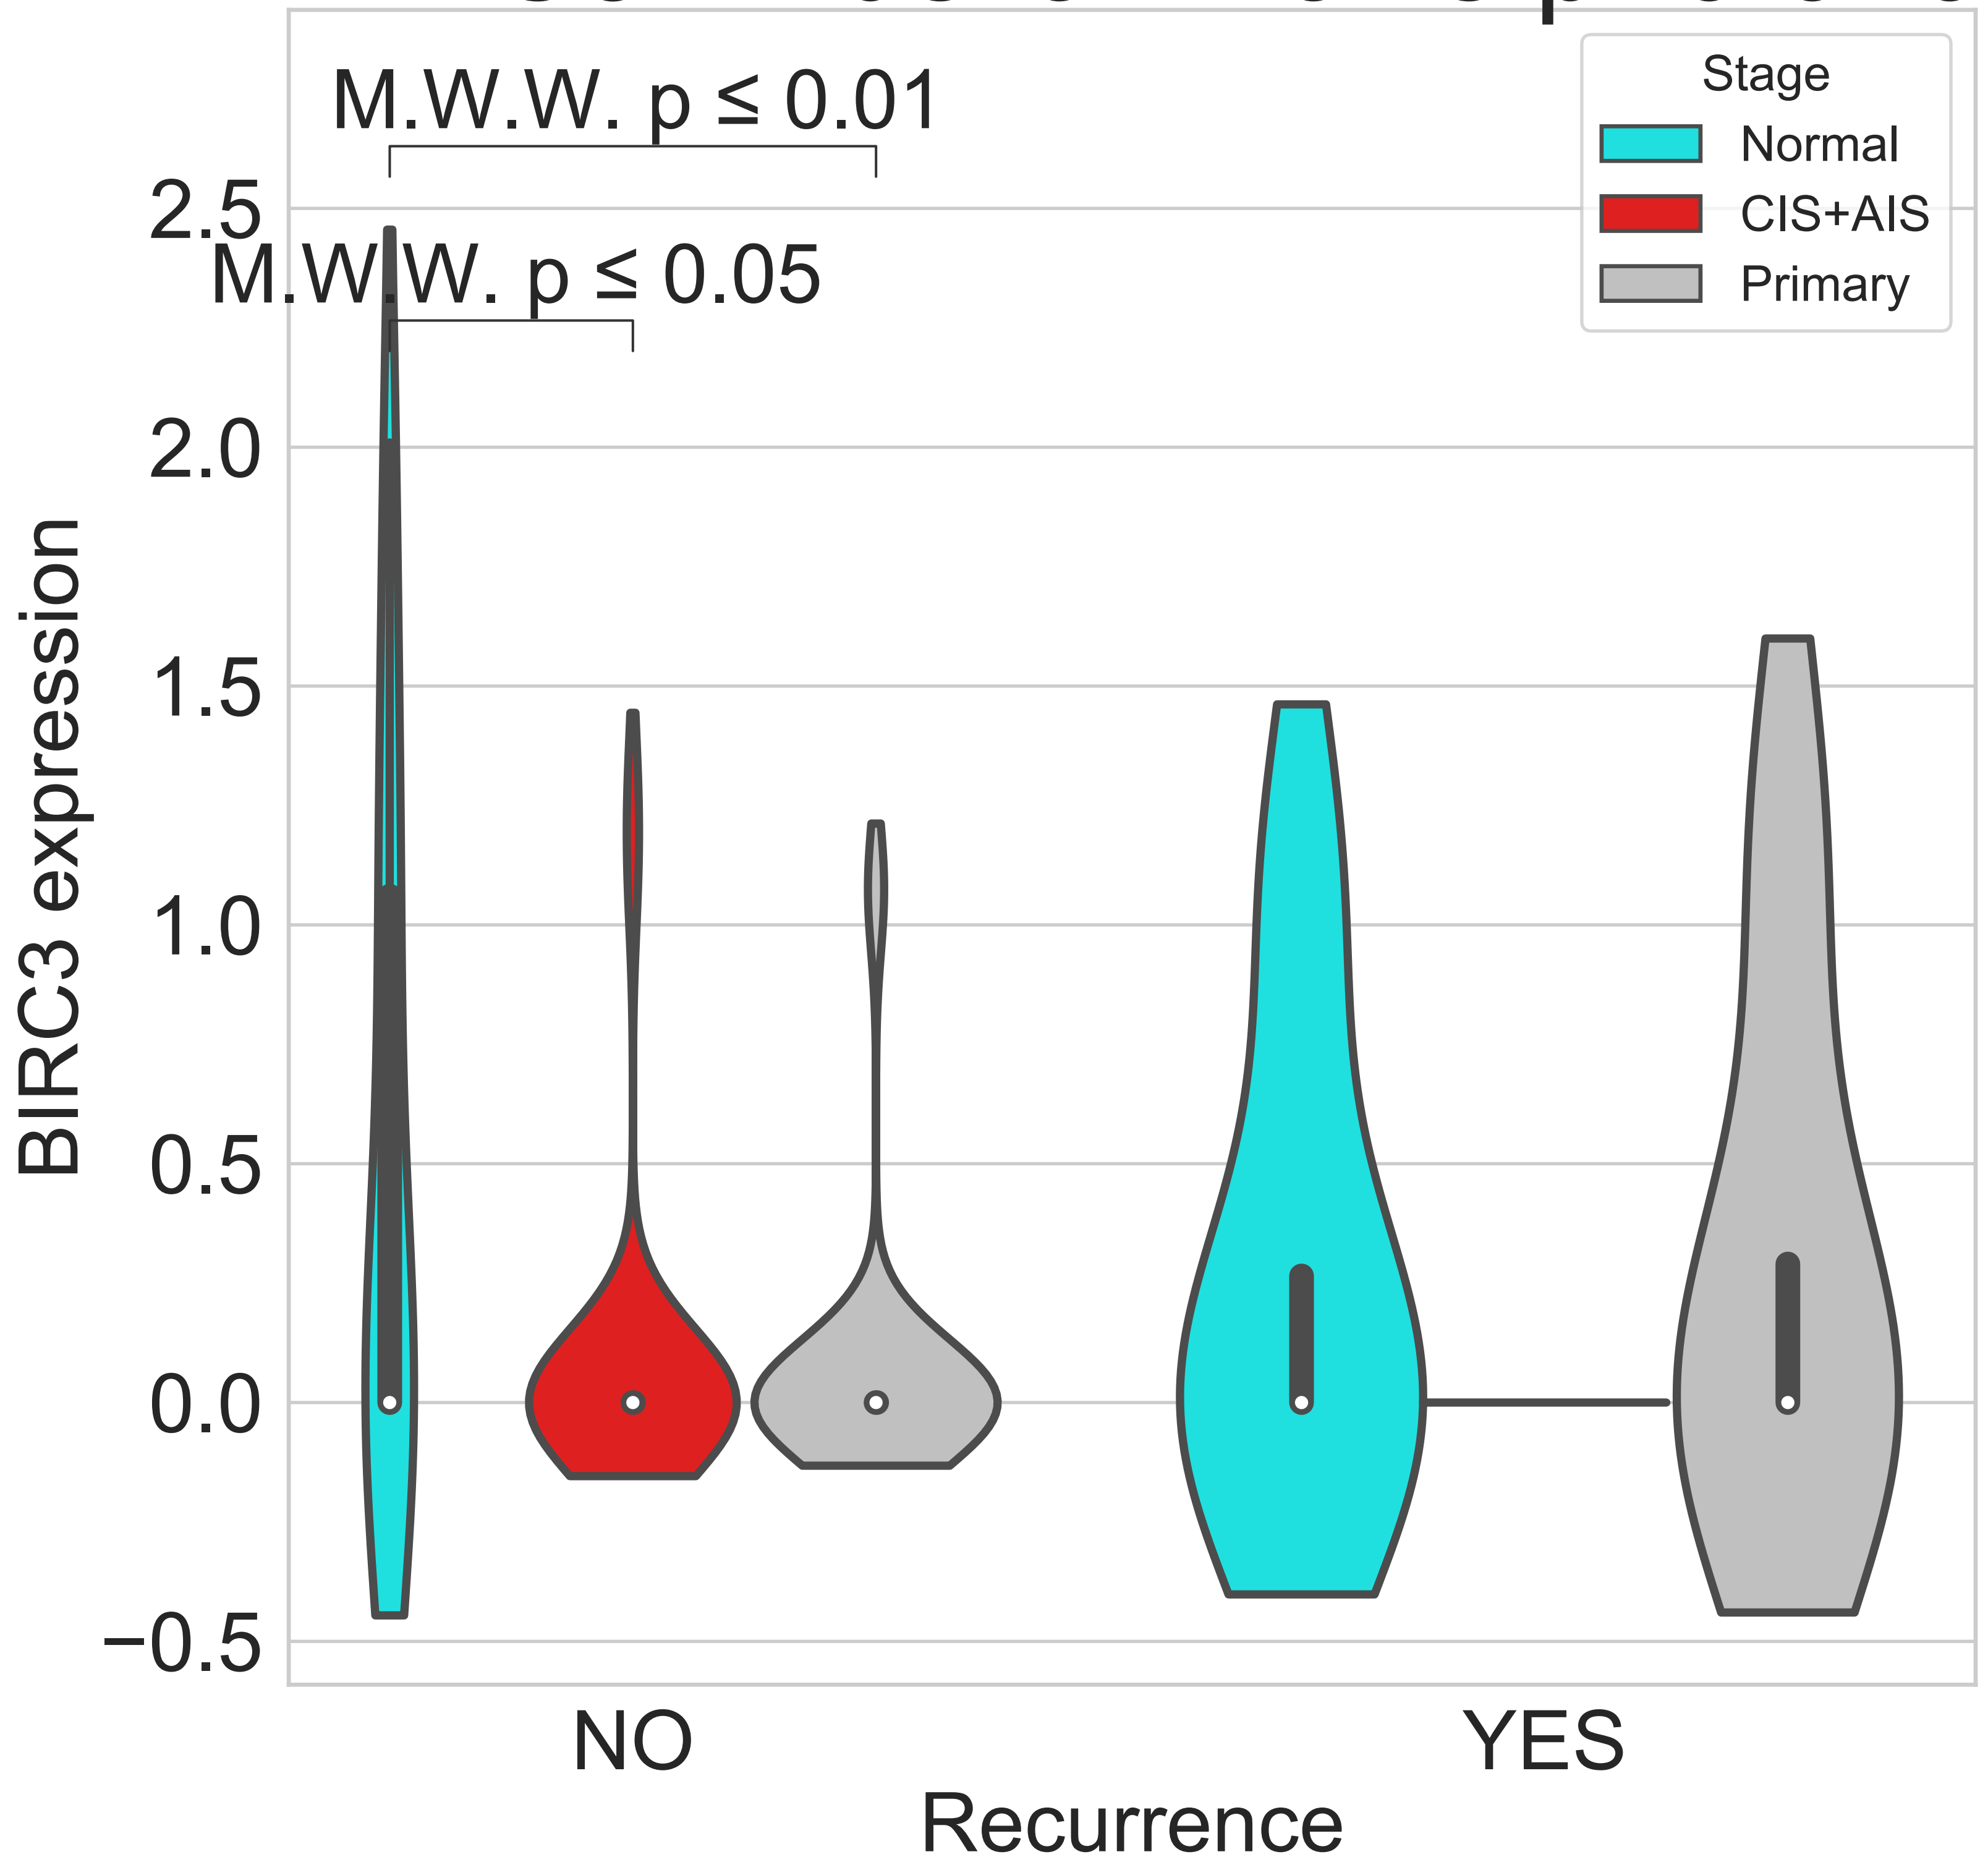 M.W.W. p ≤ 0.01
M.W.W. p ≤ 0.05
Stage
Normal
CIS+AIS
Primary
2.5
2.0
1.5
1.0
0.5
0.0
−0.5
BIRC3 expression
NO
YES
Recurrence